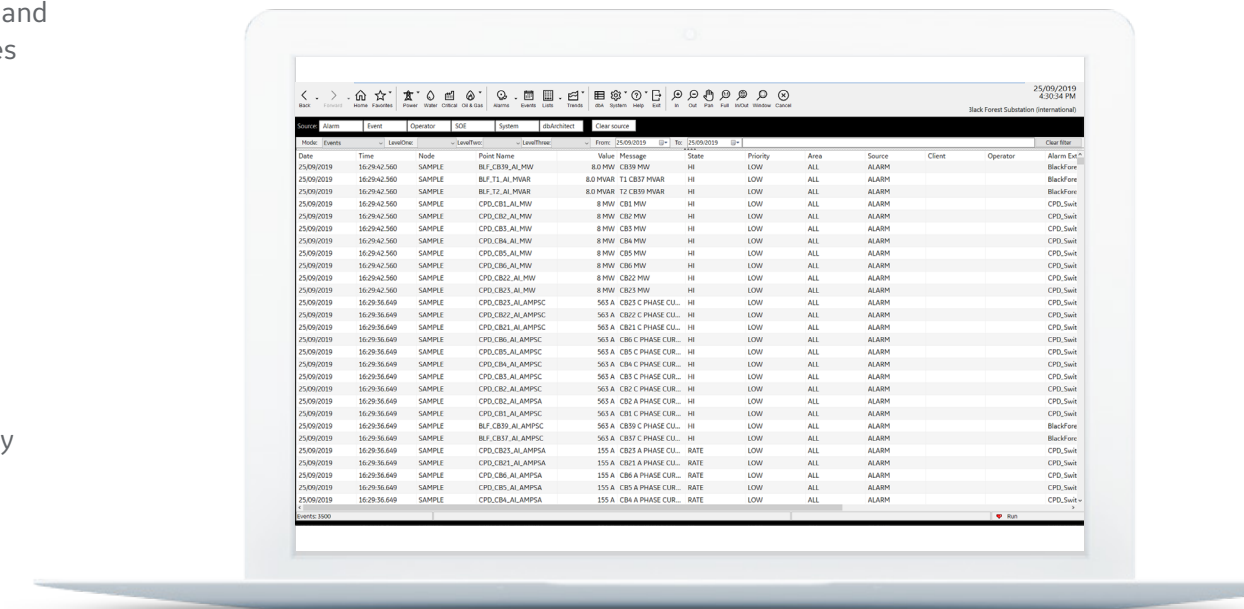 and
es
y
25/09/2019
4:30:34 PM
Back Forward Home Favorites Power Water Critical Oil & Gas Alarms Events Lists Trends dbA System Help Exit In Out Pan Full In/Out Window Cancel
Black Forest Substation (international)
Source: Alarm Event Operator SOE System dbArchitect Clear source
Mode: Events LevelOne: LevelTwo: LevelThree: From: 25/09/2019 To: 25/09/2019 Clear filter
Date Time Node Point Name Value Message State Priority Area Source Client Operator Alarm Ext
25/09/2019 16:29:42.560 SAMPLE BLF_CB39_AI_MW 8.0 MW CB39 MW HI LOW ALL ALARM BlackFore
25/09/2019 16:29:42.560 SAMPLE BLF_T1_AI_MVAR 8.0 MVAR T1 CB37 MVAR HI LOW ALL ALARM BlackFore
25/09/2019 16:29:42.560 SAMPLE BLF_T2_AI_MVAR 8.0 MVAR T2 CB39 MVAR HI LOW ALL ALARM BlackFore
25/09/2019 16:29:42.560 SAMPLE CPD_CB1_AI_MW 8 MW CB1 MW HI LOW ALL ALARM CPD_Swit
25/09/2019 16:29:42.560 SAMPLE CPD_CB2_AI_MW 8 MW CB2 MW HI LOW ALL ALARM CPD_Swit
25/09/2019 16:29:42.560 SAMPLE CPD_CB3_AI_MW 8 MW CB3 MW HI LOW ALL ALARM CPD_Swit
25/09/2019 16:29:42.560 SAMPLE CPD_CB4_AI_MW 8 MW CB4 MW HI LOW ALL ALARM CPD_Swit
25/09/2019 16:29:42.560 SAMPLE CPD_CB5_AI_MW 8 MW CB5 MW HI LOW ALL ALARM CPD_Swit
25/09/2019 16:29:42.560 SAMPLE CPD_CB6_AI_MW 8 MW CB6 MW HI LOW ALL ALARM CPD_Swit
25/09/2019 16:29:42.560 SAMPLE CPD_CB22_AI_MW 8 MW CB22 MW HI LOW ALL ALARM CPD_Swit
25/09/2019 16:29:42.560 SAMPLE CPD_CB23_AI_MW 8 MW CB23 MW HI LOW ALL ALARM CPD_Swit
25/09/2019 16:29:36.649 SAMPLE CPD_CB23_AI_AMPSC 563 A CB23 C PHASE CU... HI LOW ALL ALARM CPD_Swit
25/09/2019 16:29:36.649 SAMPLE CPD_CB22_AI_AMPSC 563 A CB22 C PHASE CU... HI LOW ALL ALARM CPD_Swit
25/09/2019 16:29:36.649 SAMPLE CPD_CB21_AI_AMPSC 563 A CB21 C PHASE CU... HI LOW ALL ALARM CPD_Swit
25/09/2019 16:29:36.649 SAMPLE CPD_CB6_AI_AMPSC 563 A CB6 C PHASE CUR... HI LOW ALL ALARM CPD_Swit
25/09/2019 16:29:36.649 SAMPLE CPD_CB5_AI_AMPSC 563 A CB5 C PHASE CUR... HI LOW ALL ALARM CPD_Swit
25/09/2019 16:29:36.649 SAMPLE CPD_CB4_AI_AMPSC 563 A CB4 C PHASE CUR... HI LOW ALL ALARM CPD_Swit
25/09/2019 16:29:36.649 SAMPLE CPD_CB3_AI_AMPSC 563 A CB3 C PHASE CUR... HI LOW ALL ALARM CPD_Swit
25/09/2019 16:29:36.649 SAMPLE CPD_CB2_AI_AMPSC 563 A CB2 C PHASE CUR... HI LOW ALL ALARM CPD_Swit
25/09/2019 16:29:36.649 SAMPLE CPD_CB2_AI_AMPSA 563 A CB2 A PHASE CUR... HI LOW ALL ALARM CPD_Swit
25/09/2019 16:29:36.649 SAMPLE CPD_CB1_AI_AMPSC 563 A CB1 C PHASE CUR... HI LOW ALL ALARM CPD_Swit
25/09/2019 16:29:36.649 SAMPLE BLF_CB39_AI_AMPSC 563 A CB39 C PHASE CU... HI LOW ALL ALARM BlackFore
25/09/2019 16:29:36.649 SAMPLE BLF_CB37_AI_AMPSC 563 A CB37 C PHASE CU... HI LOW ALL ALARM BlackFore
25/09/2019 16:29:36.649 SAMPLE CPD_CB23_AI_AMPSA 155 A CB23 A PHASE CUR... RATE LOW ALL ALARM CPD_Swit
25/09/2019 16:29:36.649 SAMPLE CPD_CB21_AI_AMPSA 155 A CB21 A PHASE CUR... RATE LOW ALL ALARM CPD_Swit
25/09/2019 16:29:36.649 SAMPLE CPD_CB6_AI_AMPSA 155 A CB6 A PHASE CUR... RATE LOW ALL ALARM CPD_Swit
25/09/2019 16:29:36.649 SAMPLE CPD_CB5_AI_AMPSA 155 A CB5 A PHASE CUR... RATE LOW ALL ALARM CPD_Swit
25/09/2019 16:29:36.649 SAMPLE CPD_CB4_AI_AMPSA 155 A CB4 A PHASE CUR... RATE LOW ALL ALARM CPD_Swit
Events: 3500 Run